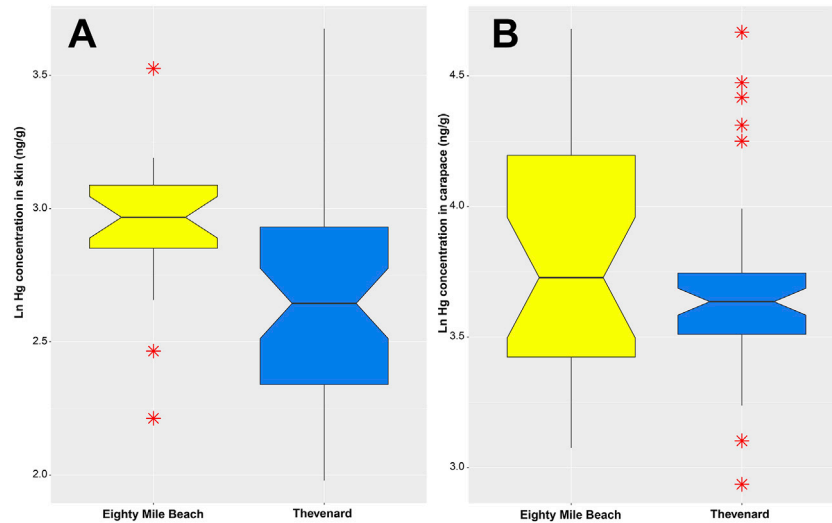 A
Ln Hg concentration in skin (ng/g)
3.5
3.0
2.5
2.0
Eighty Mile Beach
Thevenard
B
Ln Hg concentration in carapace (ng/g)
4.5
4.0
3.5
3.0
Eighty Mile Beach
Thevenard